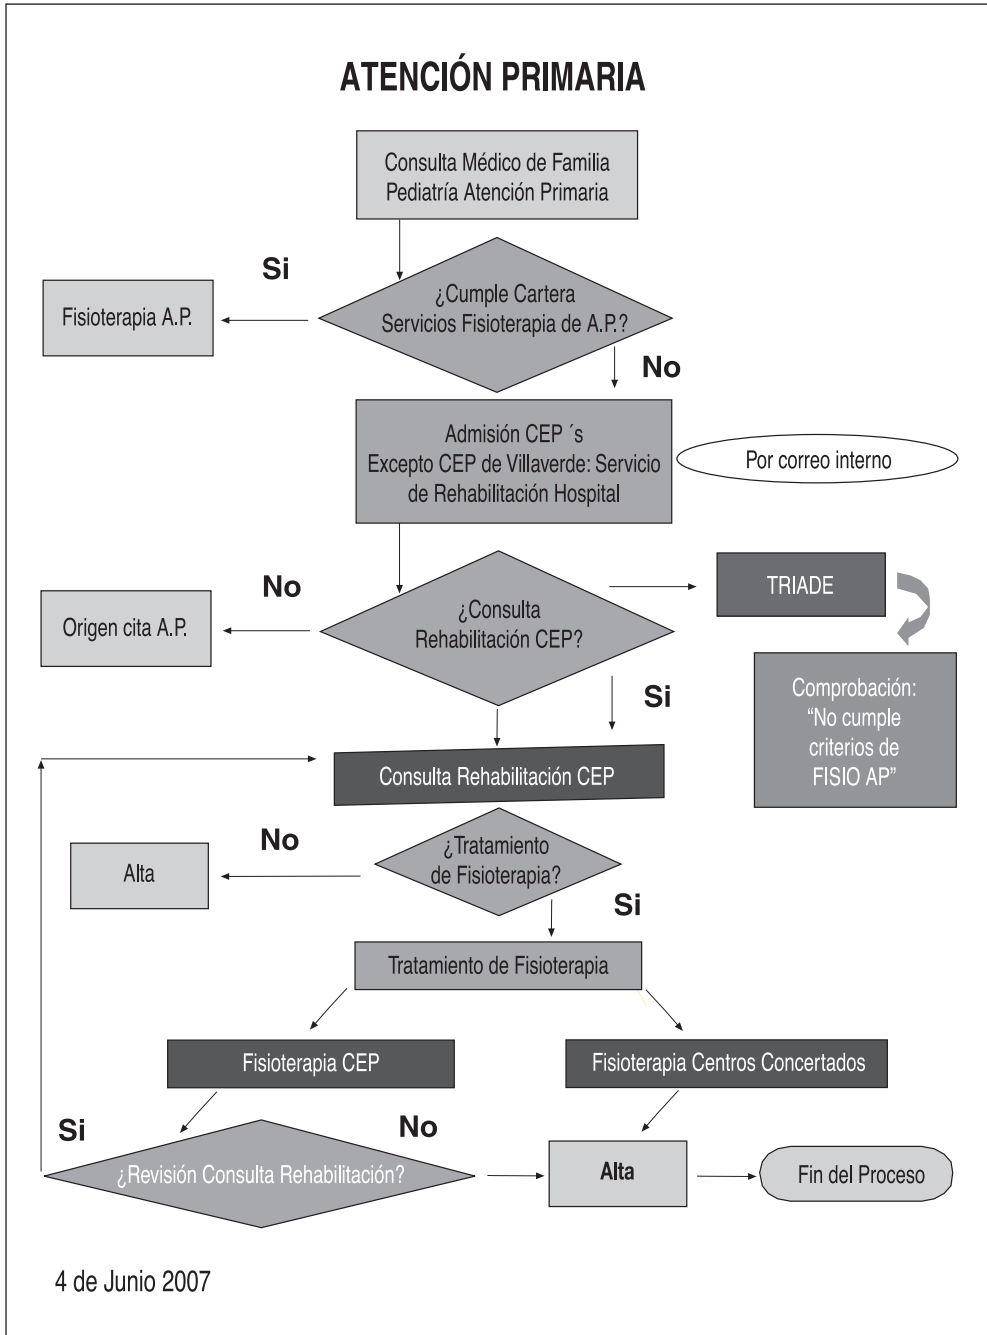 ATENCIÓN PRIMARIA
Consulta Médico de Familia
Pediatría Atención Primaria
Si
¿Cumple Cartera
Servicios Fisioterapia de A.P.?
Fisioterapia A.P.
No
Admisión CEP ´s
Excepto CEP de Villaverde: Servicio
de Rehabilitación Hospital
Por correo interno
No
¿Consulta
Rehabilitación CEP?
TRIADE
Origen cita A.P.
Si
Comprobación:
“No cumple
criterios de
FISIO AP”
Consulta Rehabilitación CEP
No
¿Tratamiento
de Fisioterapia?
Alta
Si
Tratamiento de Fisioterapia
Fisioterapia CEP
Fisioterapia Centros Concertados
Si
No
¿Revisión Consulta Rehabilitación?
Alta
Fin del Proceso
4 de Junio 2007